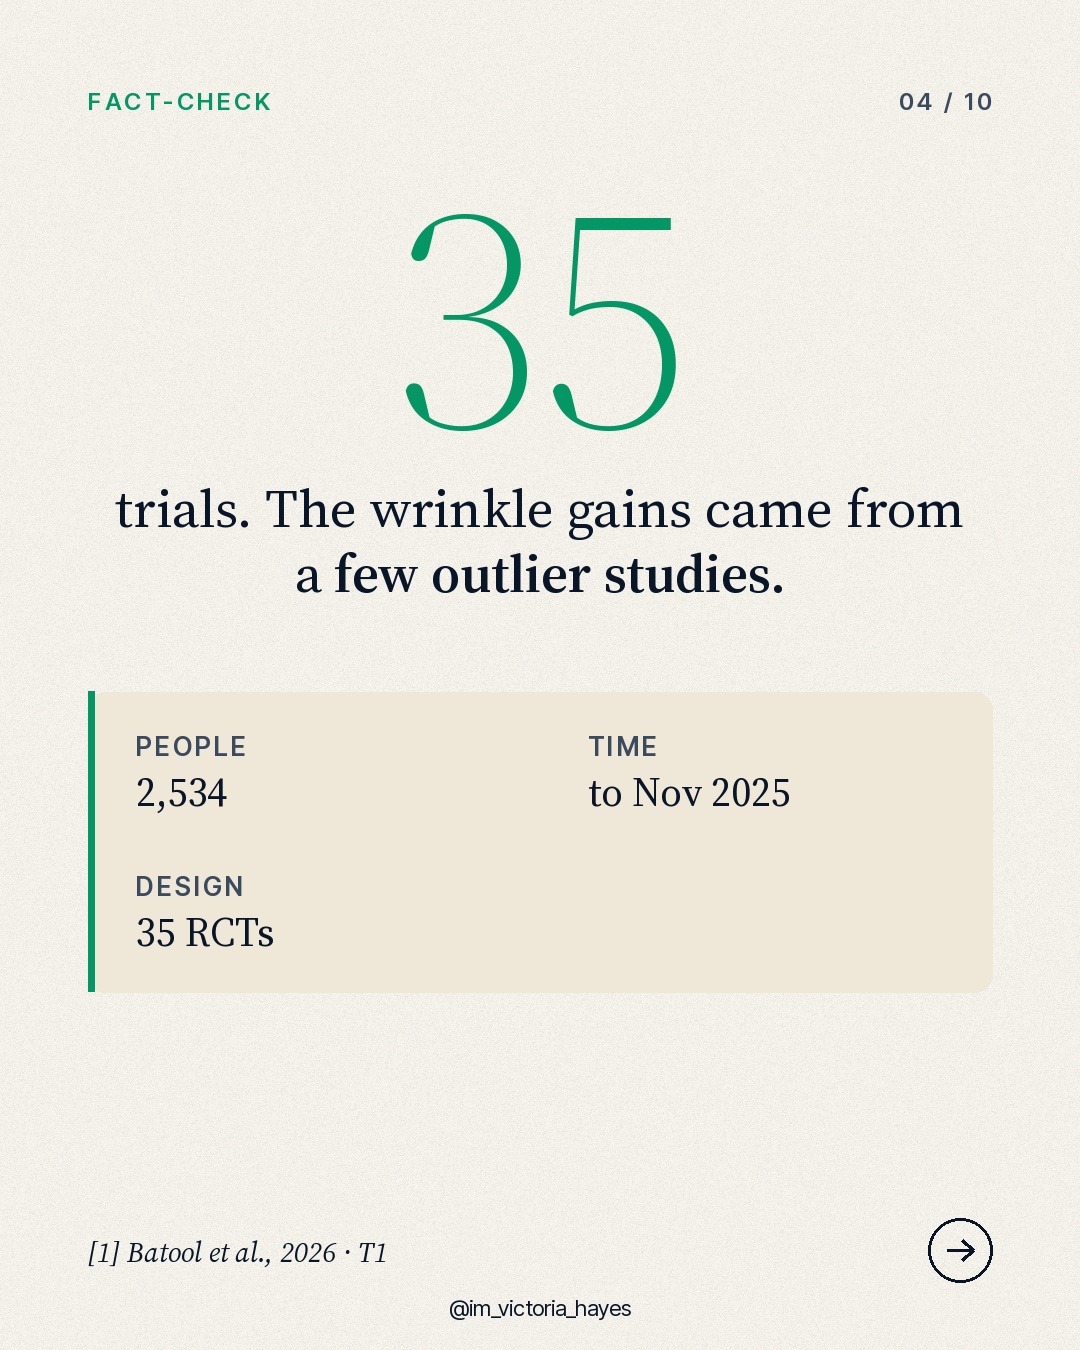 FACT-CHECK
04 / 10
35
trials. The wrinkle gains came from
a few outlier studies.
PEOPLE
2,534
TIME
to Nov 2025
DESIGN
35 RCTs
[1] Batool et al., 2026 · T1
@im_victoria_hayes